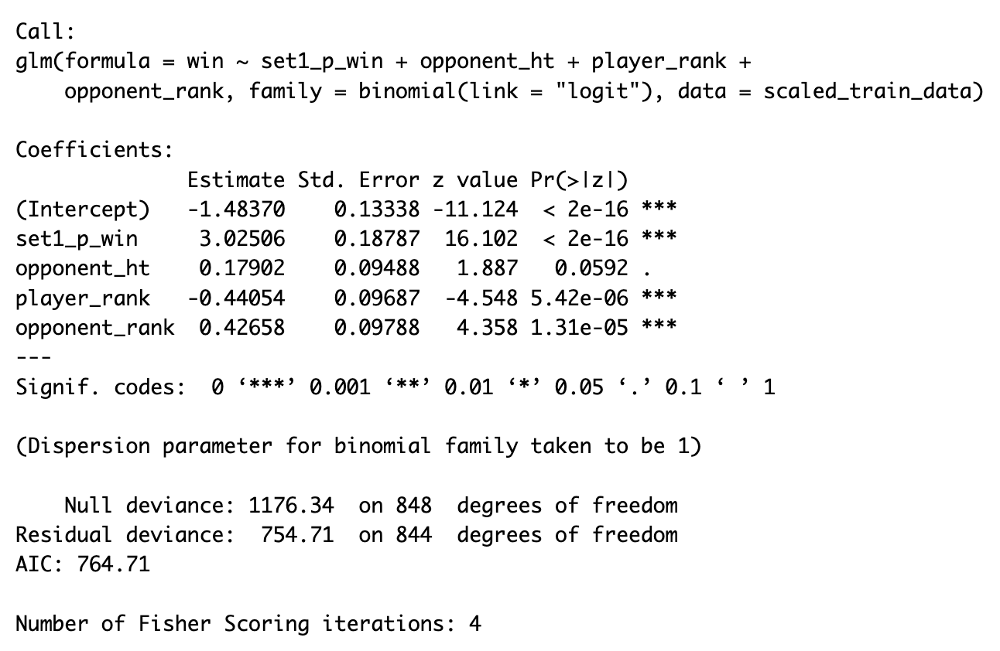 Call:
glm(formula = win ~ set1_p_win + opponent_ht + player_rank +
    opponent_rank, family = binomial(link = "logit"), data = scaled_train_data)

Coefficients:
              Estimate Std. Error z value Pr(>|z|)
(Intercept)   -1.48370    0.13338 -11.124  < 2e-16 ***
set1_p_win     3.02506    0.18787  16.102  < 2e-16 ***
opponent_ht    0.17902    0.09488   1.887   0.0592 .
player_rank   -0.44054    0.09687  -4.548 5.42e-06 ***
opponent_rank  0.42658    0.09788   4.358 1.31e-05 ***
---
Signif. codes:  0 ‘***’ 0.001 ‘**’ 0.01 ‘*’ 0.05 ‘.’ 0.1 ‘ ’ 1

(Dispersion parameter for binomial family taken to be 1)

    Null deviance: 1176.34  on 848  degrees of freedom
Residual deviance:  754.71  on 844  degrees of freedom
AIC: 764.71

Number of Fisher Scoring iterations: 4